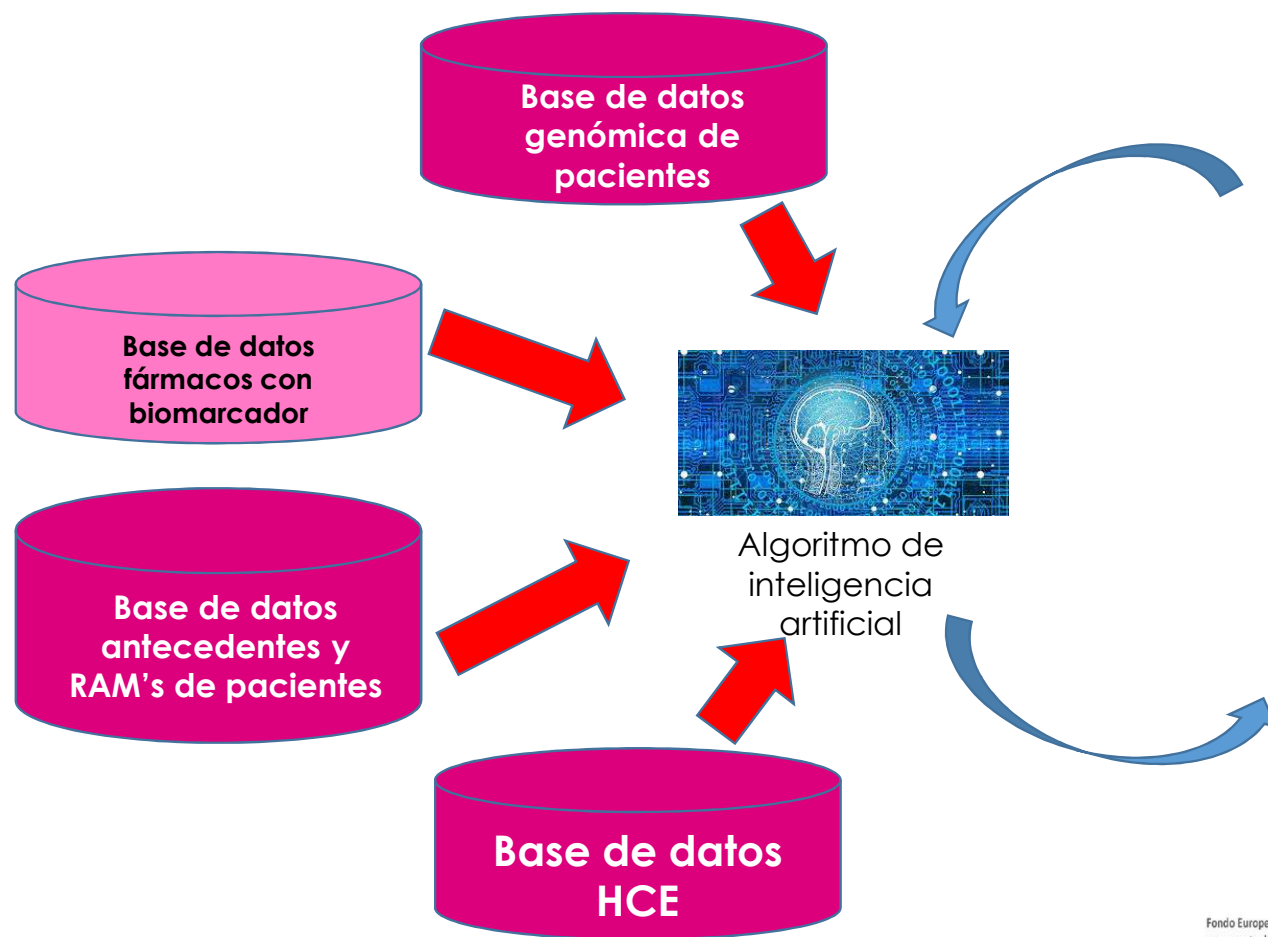 Base de datos
genómica de
pacientes
Base de datos
fármacos con
biomarcador
Base de datos
antecedentes y
RAM's de pacientes
Algoritmo de
inteligencia
artificial
Base de datos
HCE
Fondo Europe